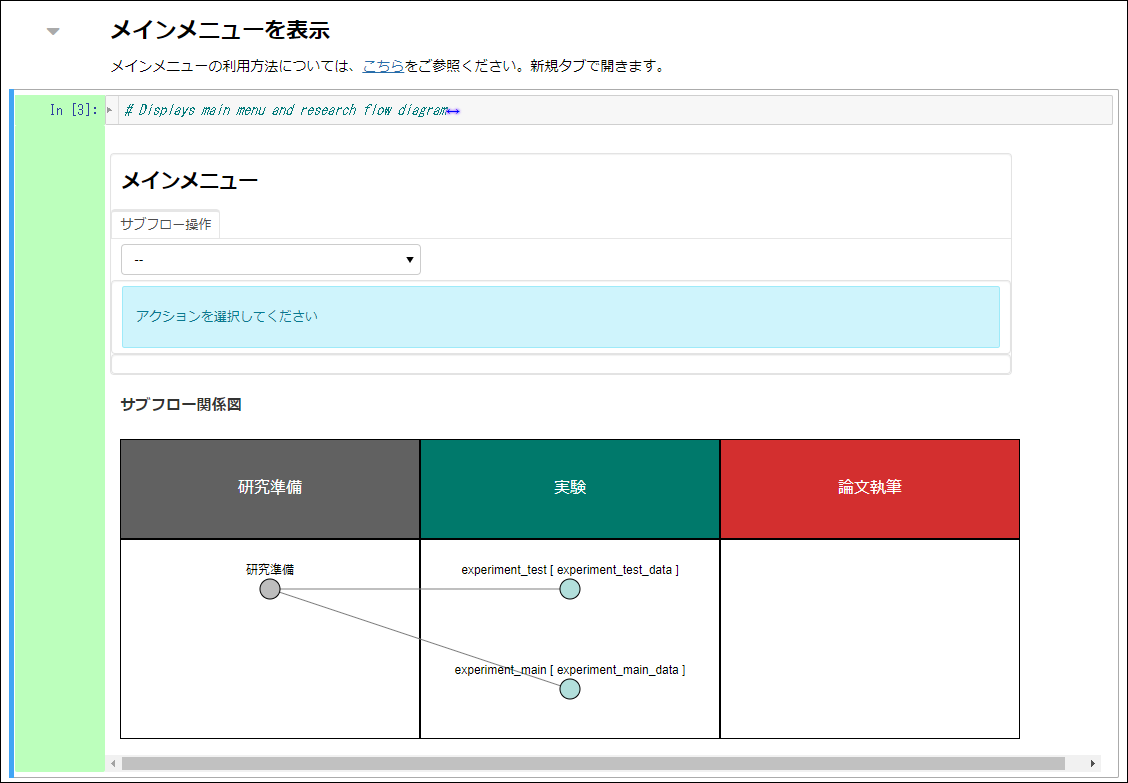 メインメニューを表示
メインメニューの利用方法については、こちらをご参照ください。新規タブで開きます。
In [3]: # Displays main menu and research flow diagram↔
メインメニュー
サブフロー操作
--
アクションを選択してください
サブフロー関係図
研究準備 実験 論文執筆
研究準備 experiment_test [ experiment_test_data ]
experiment_main [ experiment_main_data ]